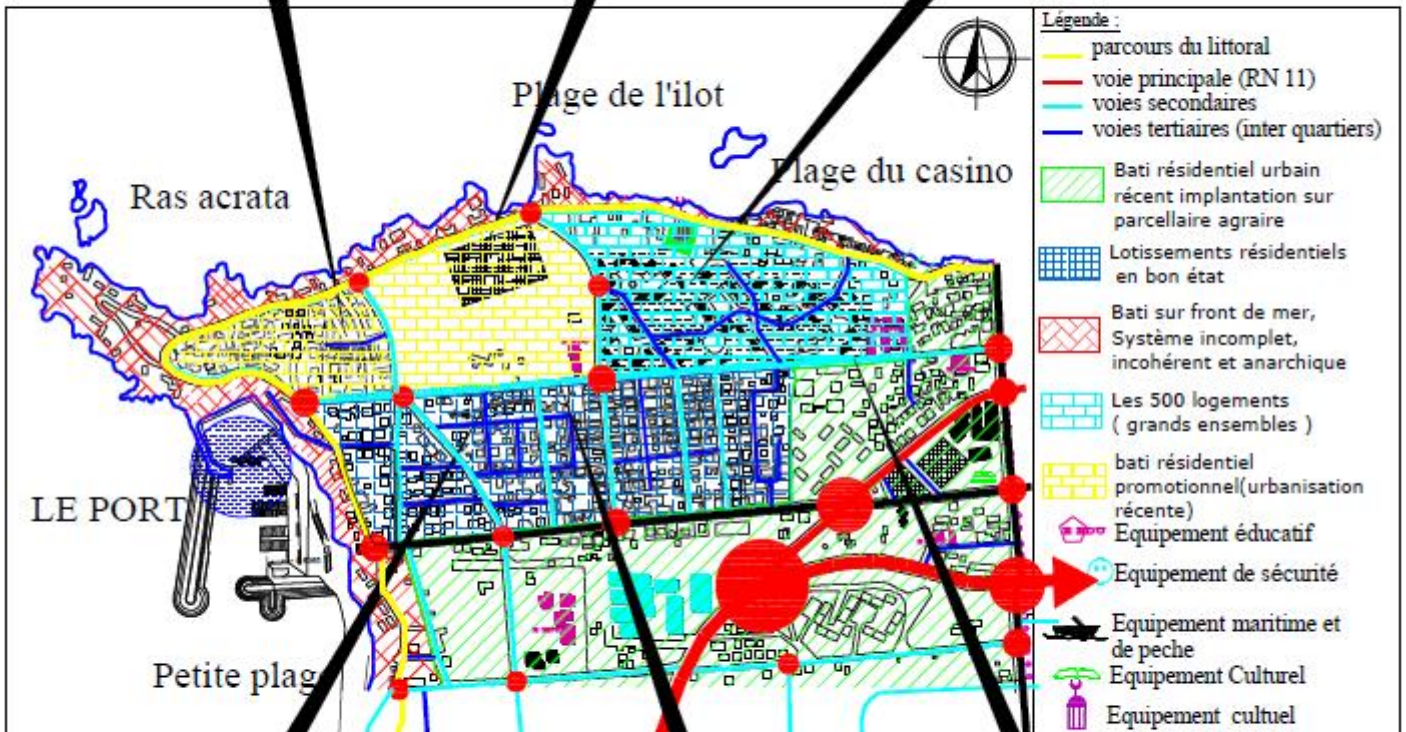 Plage de l'ilot
Plage du casino
Ras acrata
LE PORT
Petite plag
Légende :
parcours du littoral
voie principale (RN 11)
voies secondaires
voies tertiaires (inter quartiers)
Bati résidentiel urbain
récent implantation sur
parcellaire agraire
Lotissements résidentiels
en bon état
Bati sur front de mer,
Système incomplet,
incohérent et anarchique
Les 500 logements
( grands ensembles )
bati résidentiel
promotionnel(urbanisation
récente)
Equipement éducatif
Equipement de sécurité
Equipement maritime et
de peche
Equipement Culturel
Equipement cultuel